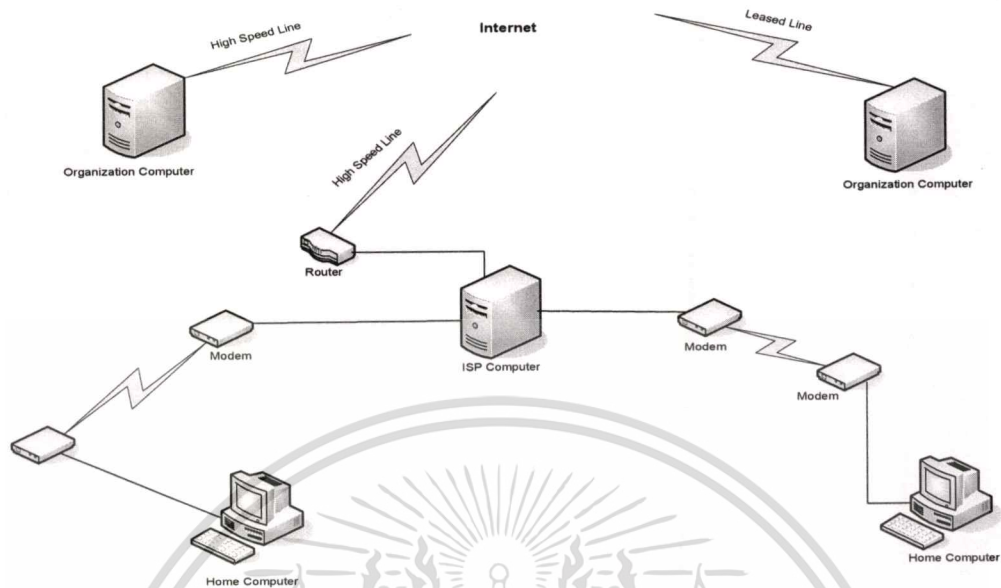 High Speed Line
Internet
Leased Line
Organization Computer
High Speed Line
Organization Computer
Router
Modem
ISP Computer
Modem
Modem
Home Computer
Home Computer